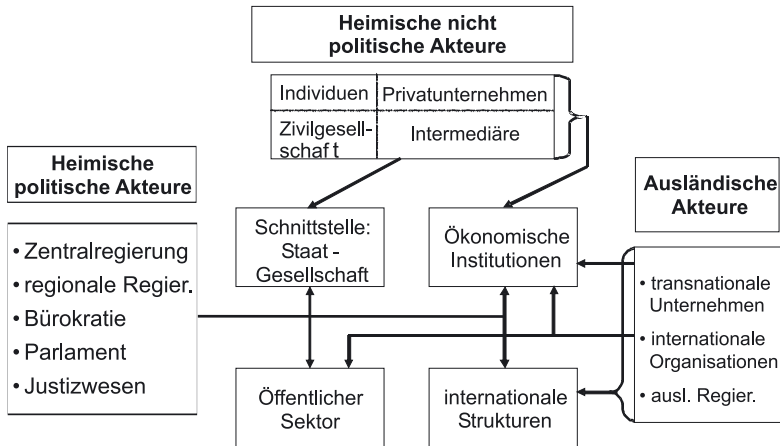 Heimische nicht
politische Akteure
Individuen
Privatunternehmen
Zivilgesell-
schaft
Intermediäre
Heimische
politische Akteure
• Zentralregierung
• regionale Regier.
• Bürokratie
• Parlament
• Justizwesen
Schnittstelle:
Staat -
Gesellschaft
Ökonomische
Institutionen
Ausländische
Akteure
• transnationale
Unternehmen
• internationale
Organisationen
• ausl. Regier.
Öffentlicher
Sektor
internationale
Strukturen